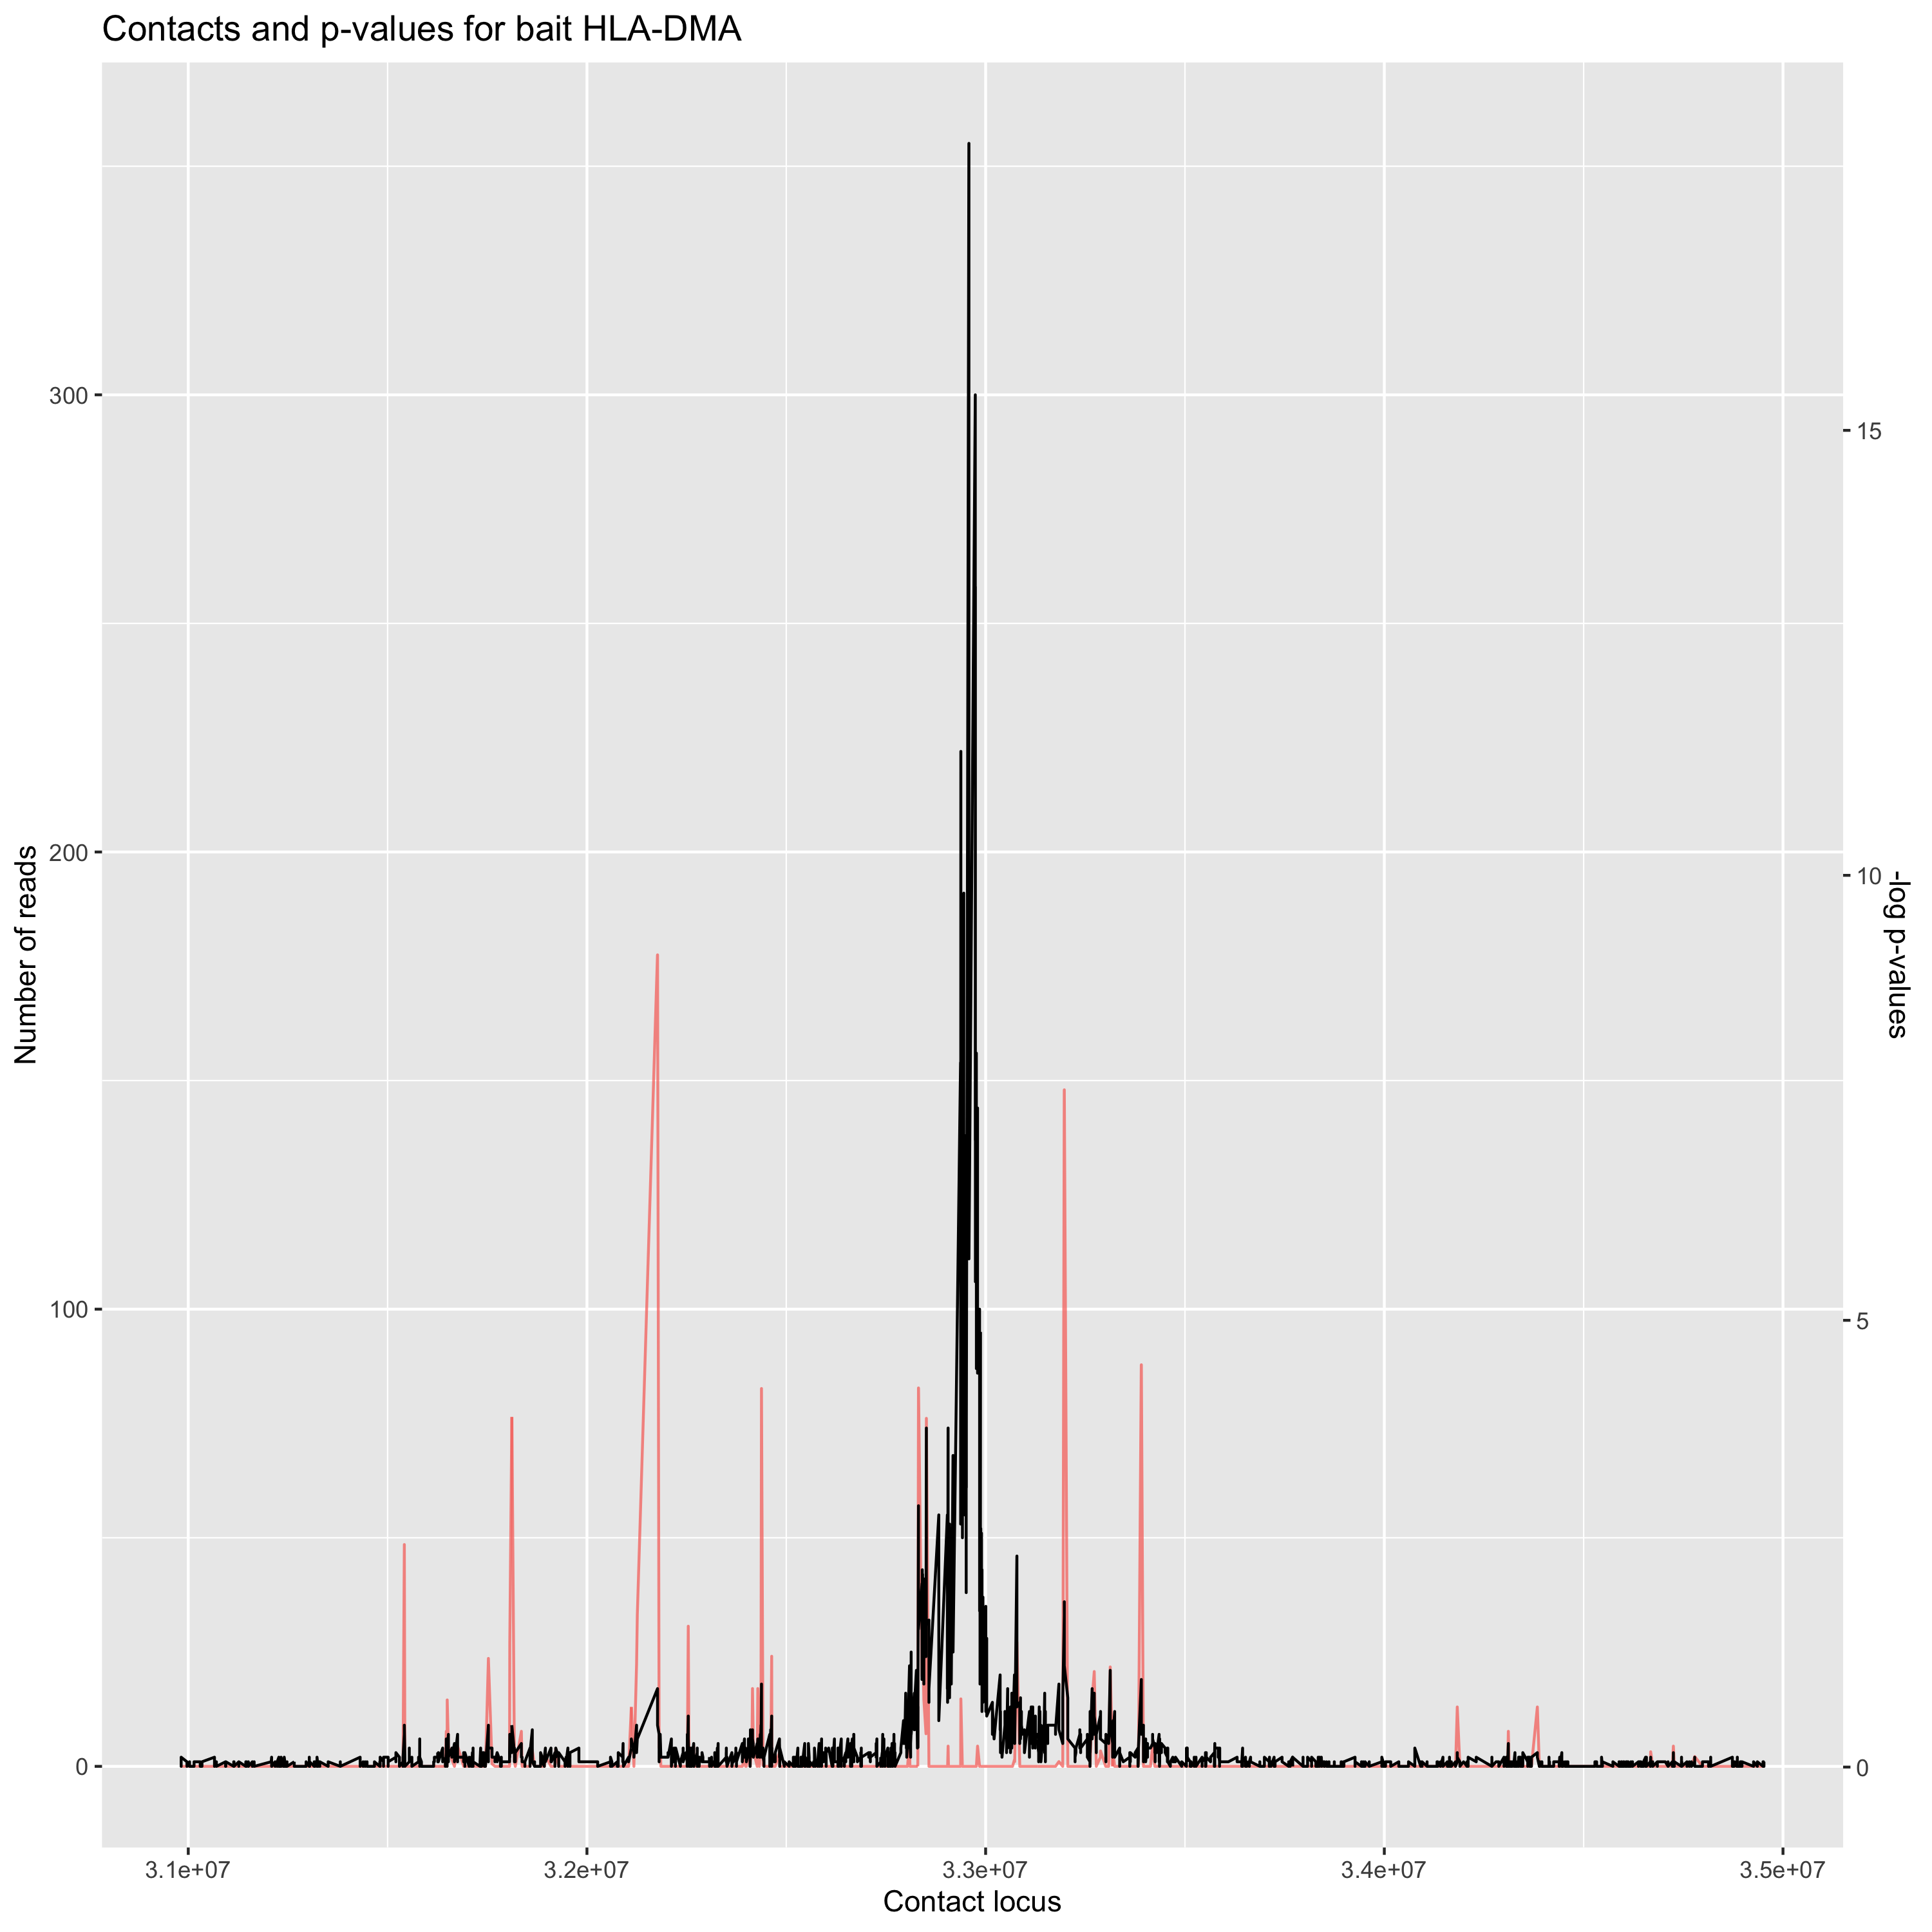 Contacts and p-values for bait HLA-DMA
300
200
100
0
Number of reads
15
10
5
0
-log p-values
3.1e+07 3.2e+07 3.3e+07 3.4e+07 3.5e+07
Contact locus